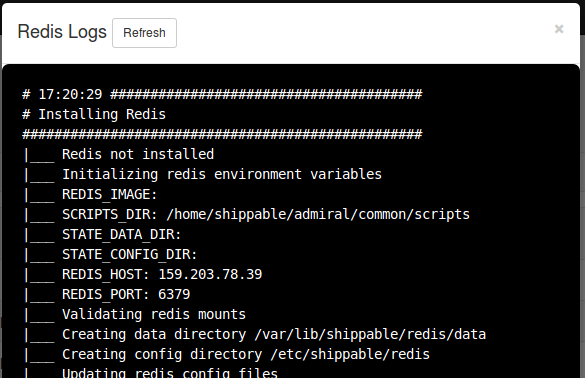 Redis Logs Refresh ×
# 17:20:29 #######################################
# Installing Redis
##################################################
|___ Redis not installed
|___ Initializing redis environment variables
|___ REDIS_IMAGE:
|___ SCRIPTS_DIR: /home/shippable/admiral/common/scripts
|___ STATE_DATA_DIR:
|___ STATE_CONFIG_DIR:
|___ REDIS_HOST: 159.203.78.39
|___ REDIS_PORT: 6379
|___ Validating redis mounts
|___ Creating data directory /var/lib/shippable/redis/data
|___ Creating config directory /etc/shippable/redis
|___ Updating redis config files